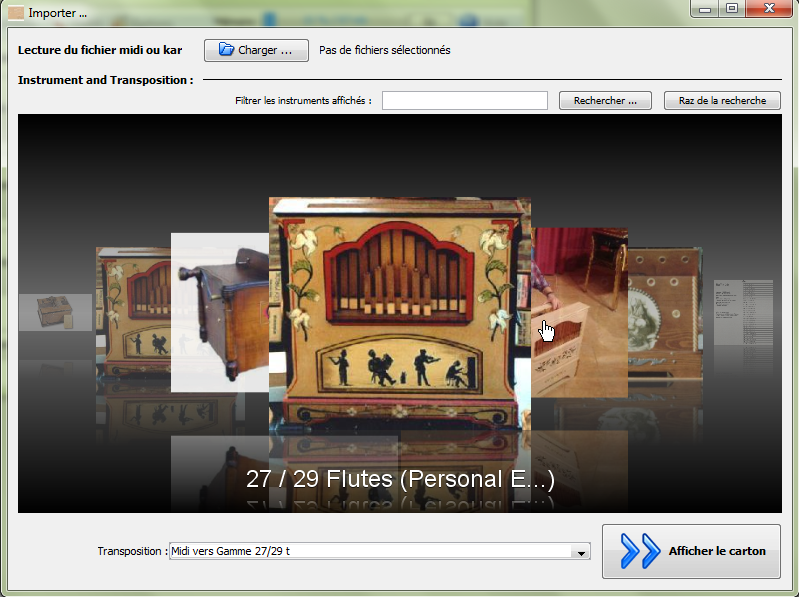 Importer ...
Lecture du fichier midi ou kar
Charger ...
Pas de fichiers sélectionnés
Instrument and Transposition :
Filtrer les instruments affichés :
Rechercher ...
Raz de la recherche
27 / 29 Flutes (Personal E...)
Transposition :
Midi vers Gamme 27/29 t
Afficher le carton